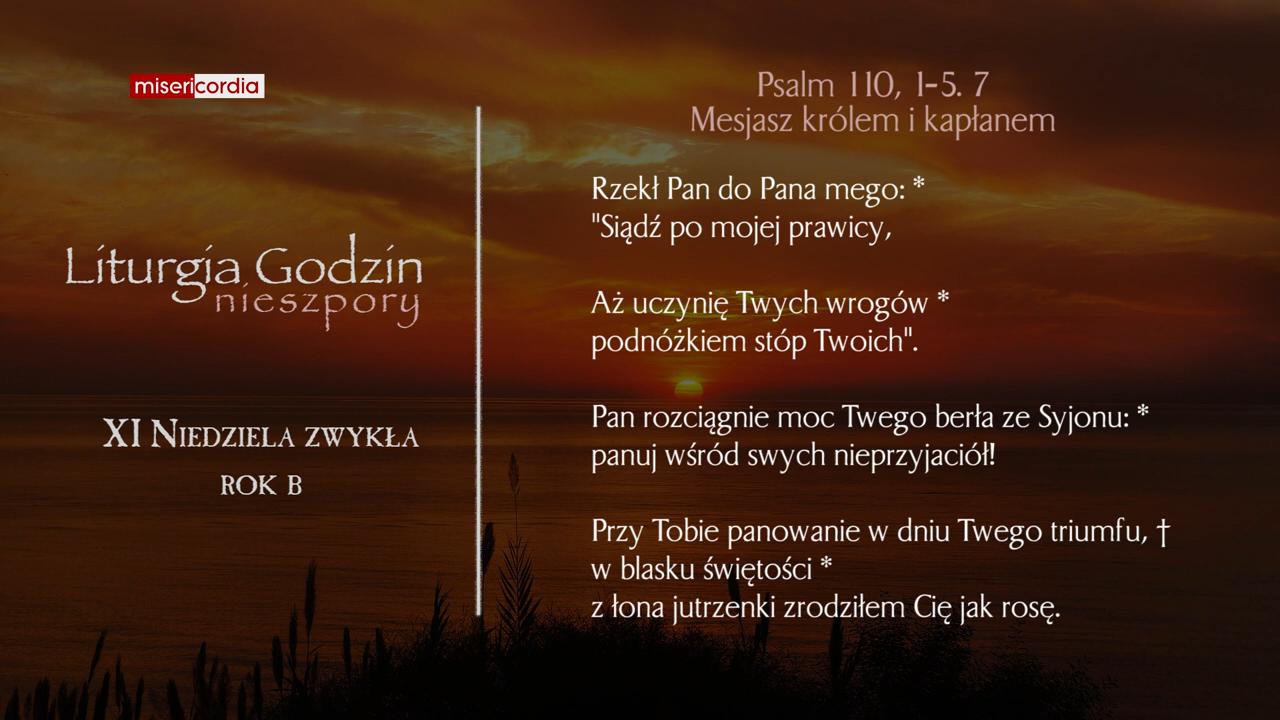 misericordia
Liturgia Godzin
nieszpory
XI Niedziela zwykła
rok B
Psalm 110, 1-5. 7
Mesjasz królem i kapłanem
Rzekł Pan do Pana mego: *
"Siądź po mojej prawicy,
Aż uczynię Twych wrogów *
podnóżkiem stóp Twoich".
Pan rozciągnie moc Twego berła ze Syjonu: *
panuj wśród swych nieprzyjaciół!
Przy Tobie panowanie w dniu Twego triumfu, †
w blasku świętości *
z łona jutrzenki zrodziłem Cię jak rosę.